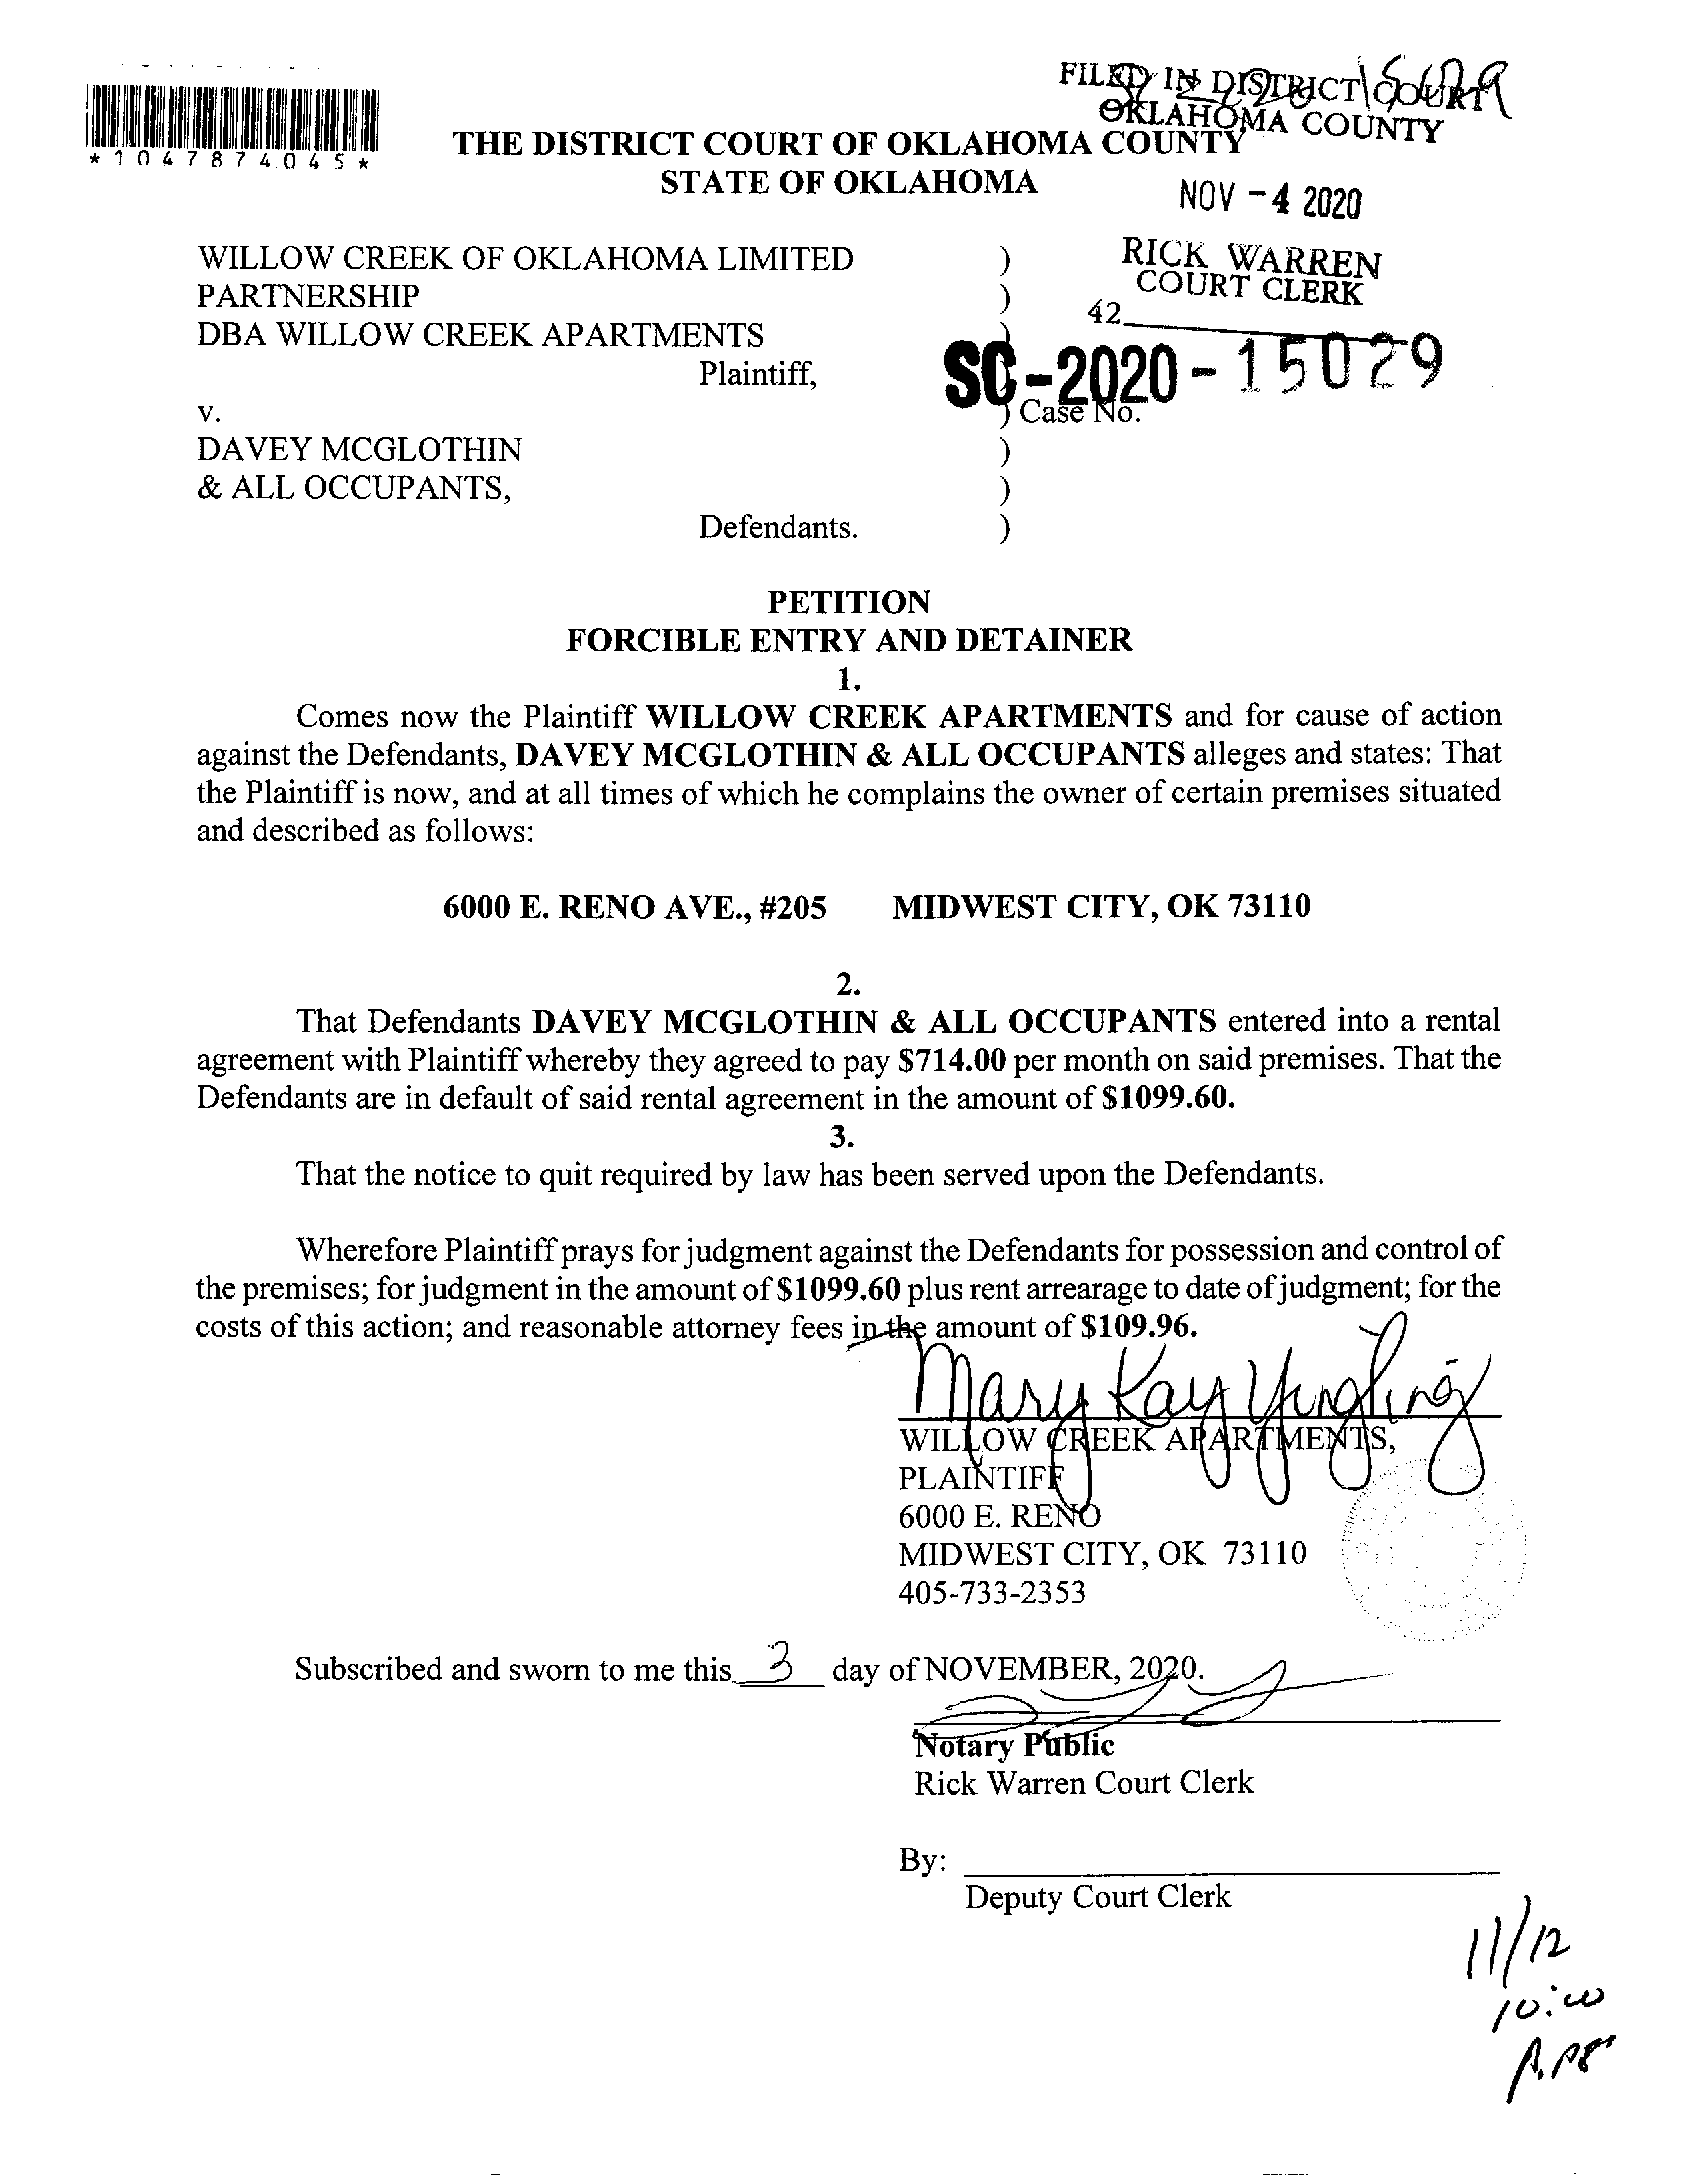 FILED IN DISTRICT COURT
OKLAHOMA COUNTY
*1047874045*
THE DISTRICT COURT OF OKLAHOMA COUNTY
STATE OF OKLAHOMA
NOV -4 2020
RICK WARREN
COURT CLERK
42
WILLOW CREEK OF OKLAHOMA LIMITED )
PARTNERSHIP )
DBA WILLOW CREEK APARTMENTS )
Plaintiff, )
SC-2020-15029
v. ) Case No.
DAVEY MCGLOTHIN )
& ALL OCCUPANTS, )
Defendants. )
PETITION
FORCIBLE ENTRY AND DETAINER
1.
Comes now the Plaintiff WILLOW CREEK APARTMENTS and for cause of action
against the Defendants, DAVEY MCGLOTHIN & ALL OCCUPANTS alleges and states: That
the Plaintiff is now, and at all times of which he complains the owner of certain premises situated
and described as follows:
6000 E. RENO AVE., #205 MIDWEST CITY, OK 73110
2.
That Defendants DAVEY MCGLOTHIN & ALL OCCUPANTS entered into a rental
agreement with Plaintiff whereby they agreed to pay $714.00 per month on said premises. That the
Defendants are in default of said rental agreement in the amount of $1099.60.
3.
That the notice to quit required by law has been served upon the Defendants.
Wherefore Plaintiff prays for judgment against the Defendants for possession and control of
the premises; for judgment in the amount of $1099.60 plus rent arrearage to date of judgment; for the
costs of this action; and reasonable attorney fees in the amount of $109.96.
Mary Kay Yingling
WILLOW CREEK APARTMENTS,
PLAINTIFF
6000 E. RENO
MIDWEST CITY, OK 73110
405-733-2353
Subscribed and sworn to me this 3 day of NOVEMBER, 2020.
Notary Public
Rick Warren Court Clerk
By:
Deputy Court Clerk
11/12
10:00